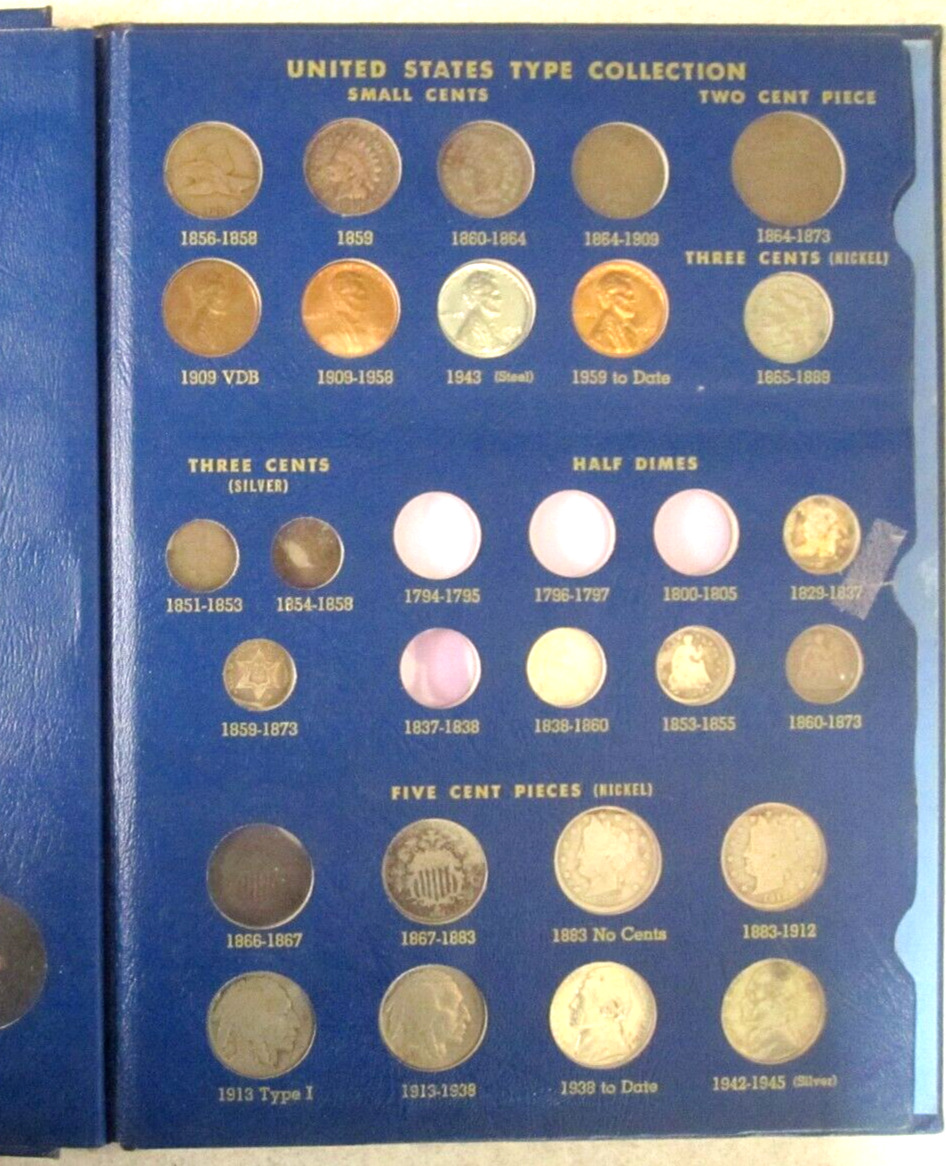 UNITED STATES TYPE COLLECTION
SMALL CENTS
TWO CENT PIECE
1856-1858 1859 1860-1864 1864-1909 1864-1873
THREE CENTS (NICKEL)
1909 VDB 1909-1958 1943 (Steel) 1959 to Date 1865-1889
THREE CENTS
(SILVER)
HALF DIMES
1851-1853 1854-1858 1794-1795 1796-1797 1800-1805 1829-1837
1859-1873 1837-1838 1838-1860 1853-1855 1860-1873
FIVE CENT PIECES (NICKEL)
1866-1867 1867-1883 1883 No Cents 1883-1912
1913 Type I 1913-1938 1938 to Date 1942-1945 (Silver)